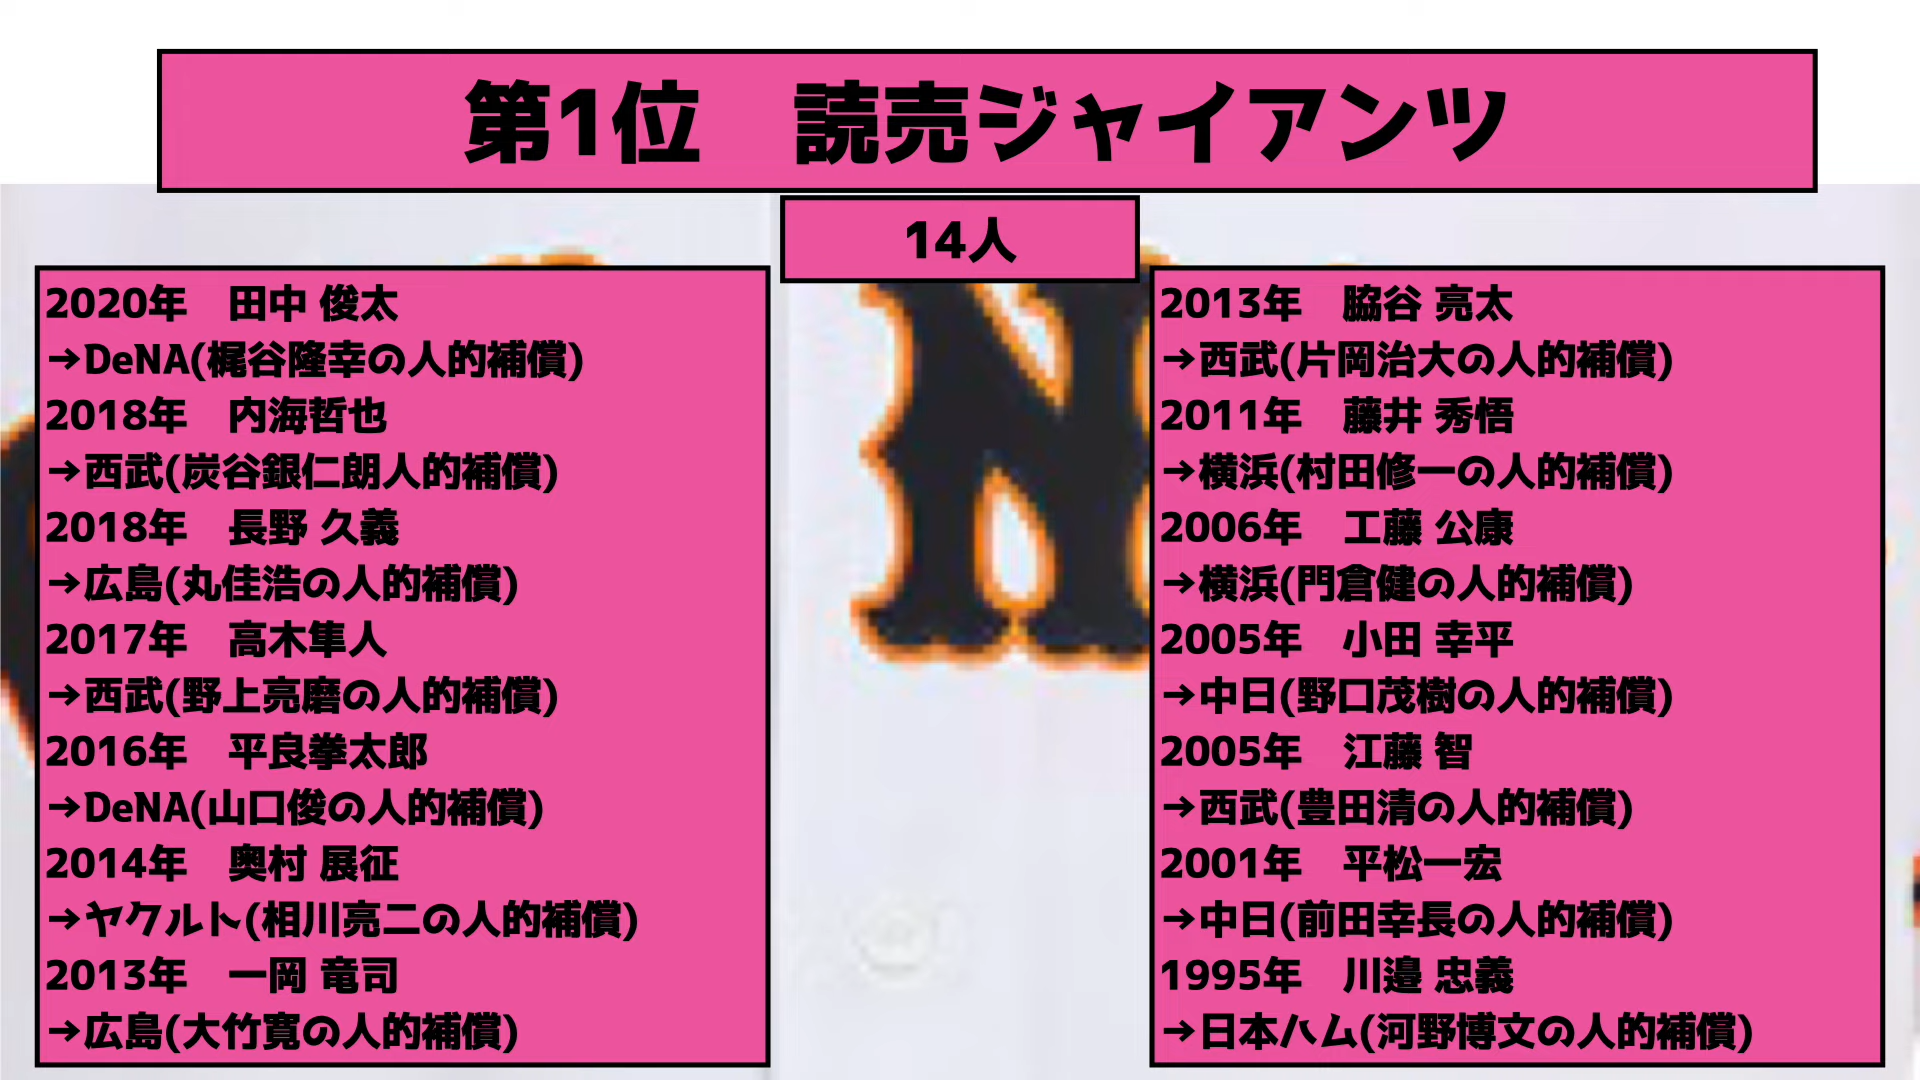 第1位　読売ジャイアンツ
14人
2020年　田中 俊太
→DeNA(梶谷隆幸の人的補償)
2018年　内海哲也
→西武(炭谷銀仁朗人的補償)
2018年　長野 久義
→広島(丸佳浩の人的補償)
2017年　高木隼人
→西武(野上亮磨の人的補償)
2016年　平良拳太郎
→DeNA(山口俊の人的補償)
2014年　奥村 展征
→ヤクルト(相川亮二の人的補償)
2013年　一岡 竜司
→広島(大竹寛の人的補償)
2013年　脇谷 亮太
→西武(片岡治大の人的補償)
2011年　藤井 秀悟
→横浜(村田修一の人的補償)
2006年　工藤 公康
→横浜(門倉健の人的補償)
2005年　小田 幸平
→中日(野口茂樹の人的補償)
2005年　江藤 智
→西武(豊田清の人的補償)
2001年　平松一宏
→中日(前田幸長の人的補償)
1995年　川邉 忠義
→日本ハム(河野博文の人的補償)
N